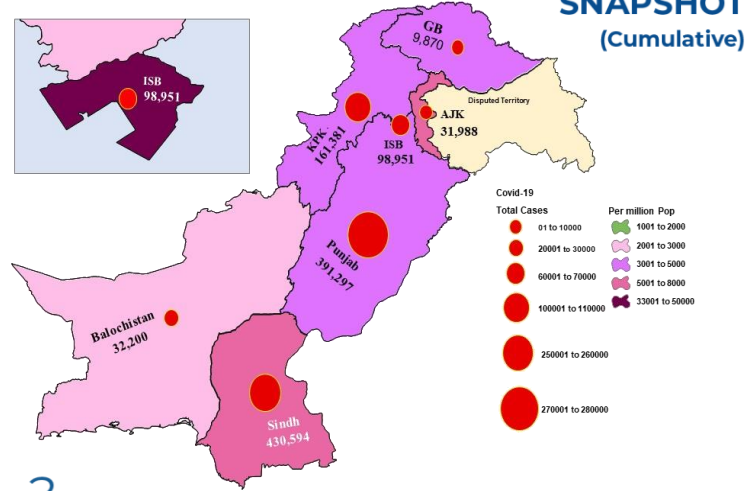 SNAPSHOT
(Cumulative)
ISB
98,951
GB
9,870
Disputed Territory
AJK
31,988
KPK.
161,381
ISB
98,951
Punjab
391,297
Balochistan
32,200
Sindh
430,594
Covid-19
Total Cases
01 to 10000
20001 to 30000
60001 to 70000
100001 to 110000
250001 to 260000
270001 to 280000
Per million Pop
1001 to 2000
2001 to 3000
3001 to 5000
5001 to 8000
33001 to 50000